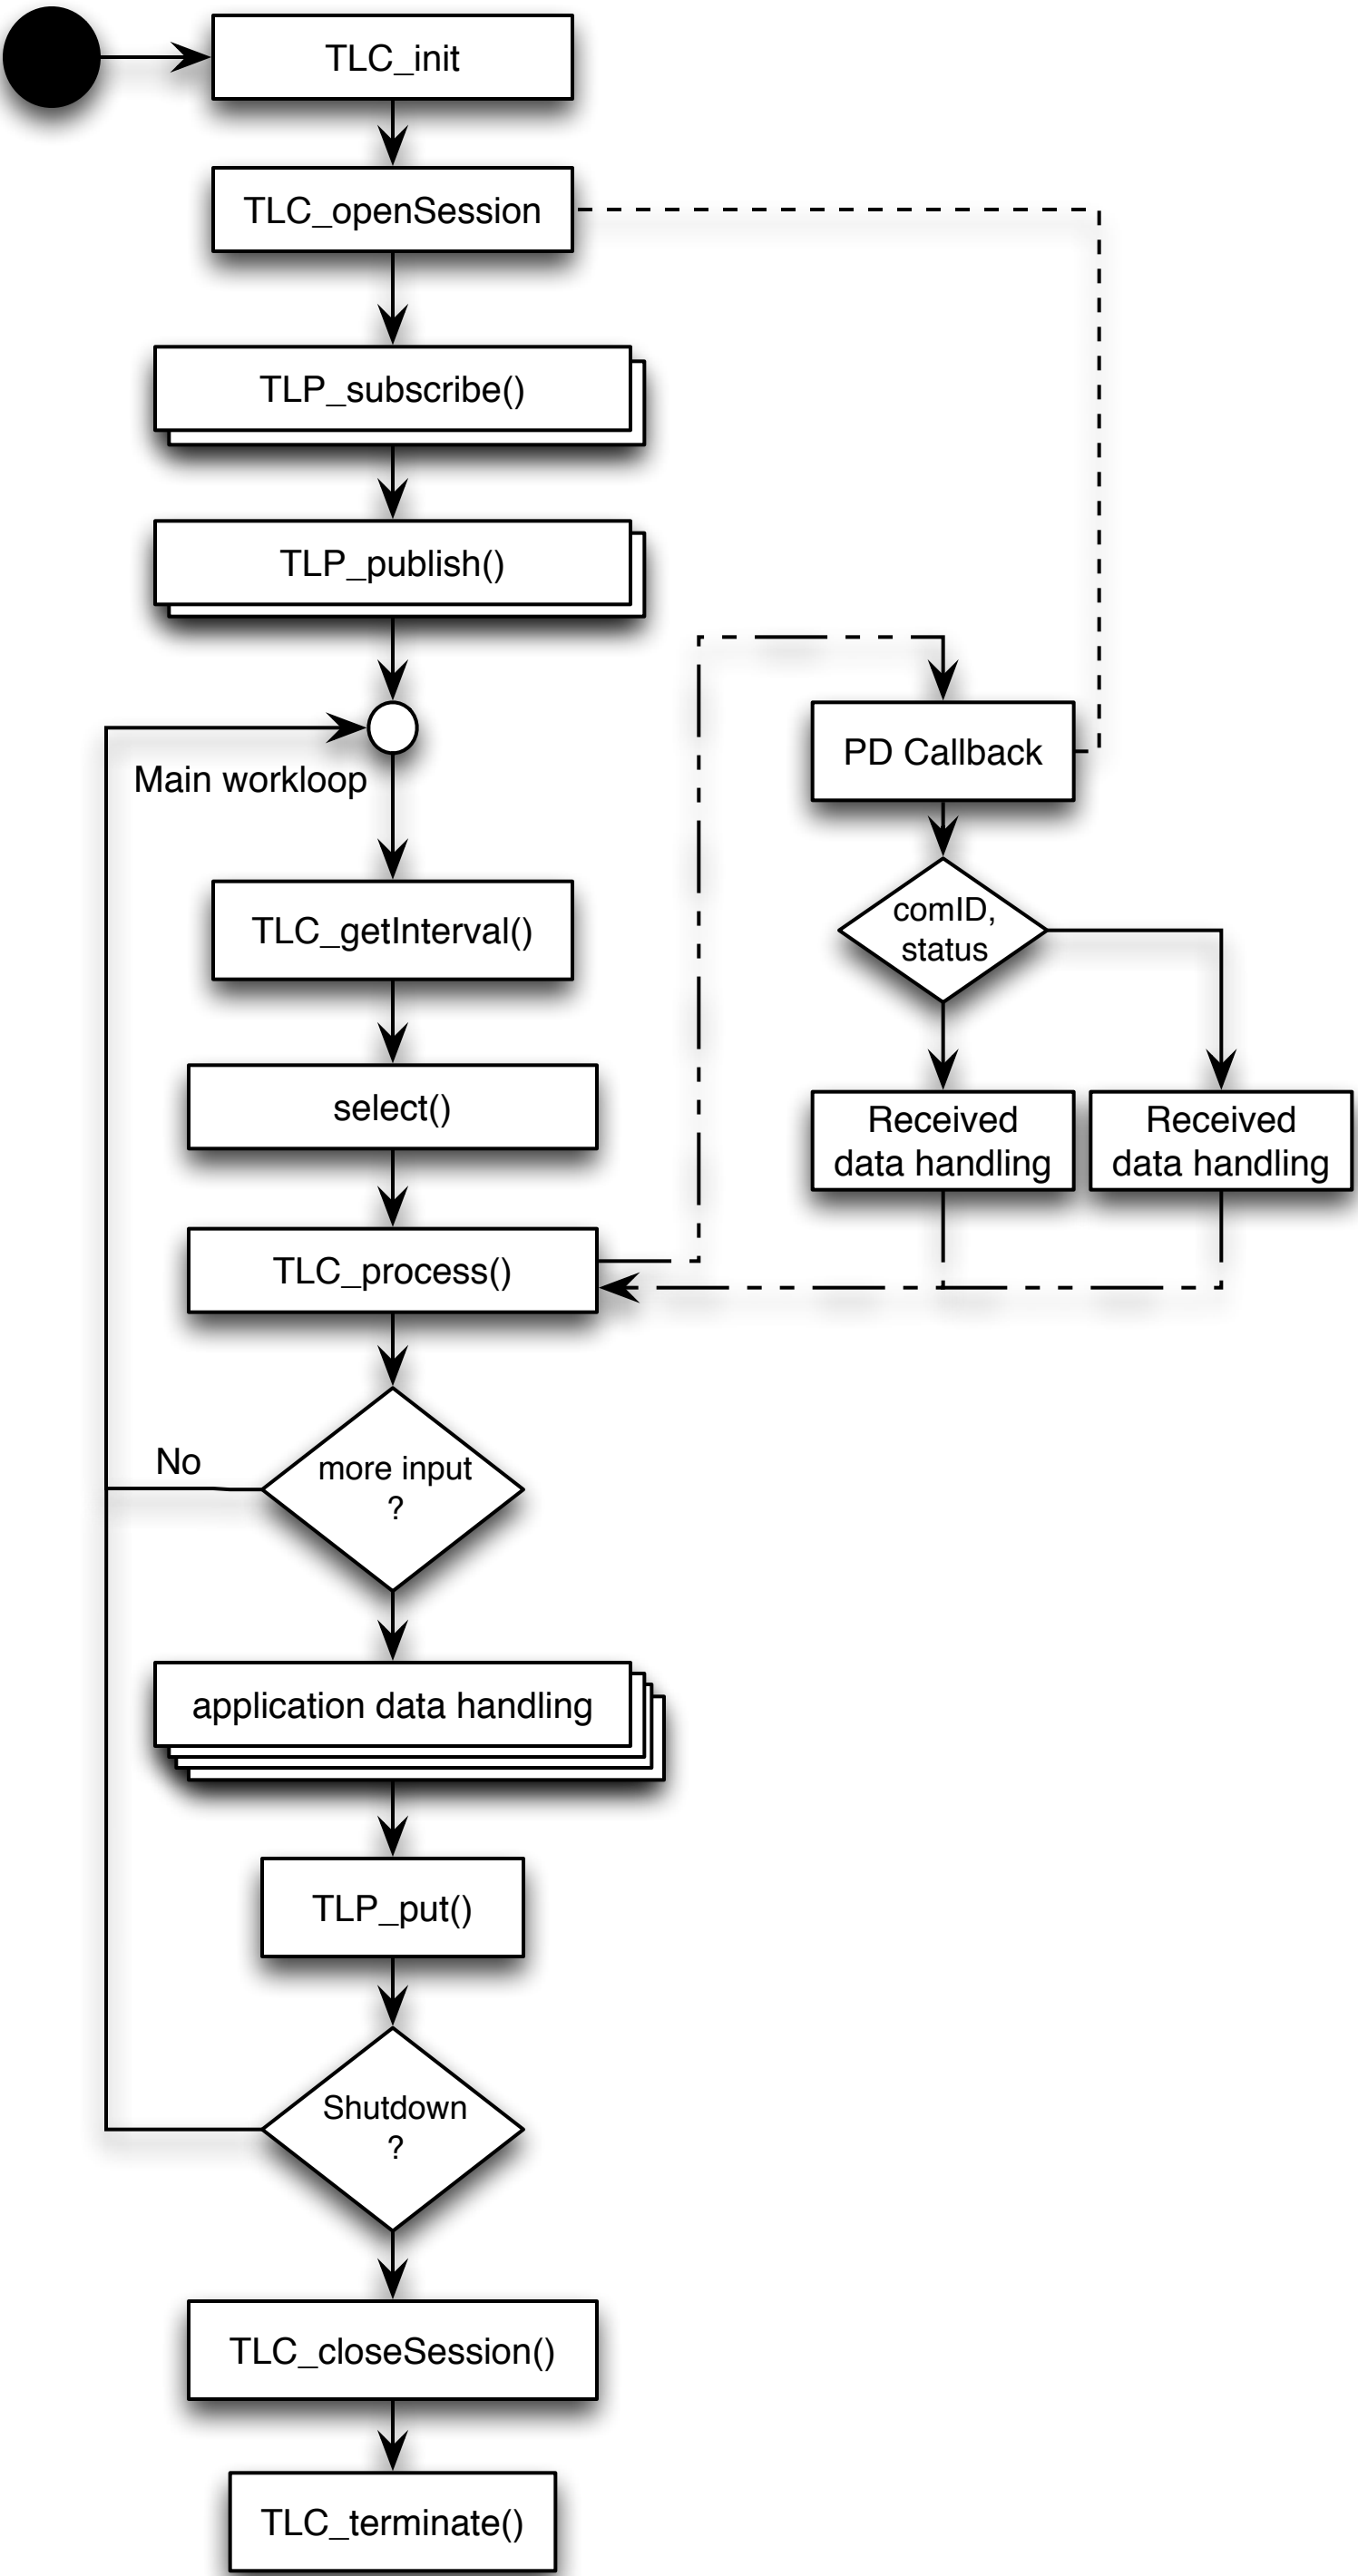 TLC_init
TLC_openSession
TLP_subscribe()
TLP_publish()
Main workloop
PD Callback
TLC_getInterval()
comID,
status
select()
Received
data handling
Received
data handling
TLC_process()
No
more input
?
application data handling
TLP_put()
Shutdown
?
TLC_closeSession()
TLC_terminate()